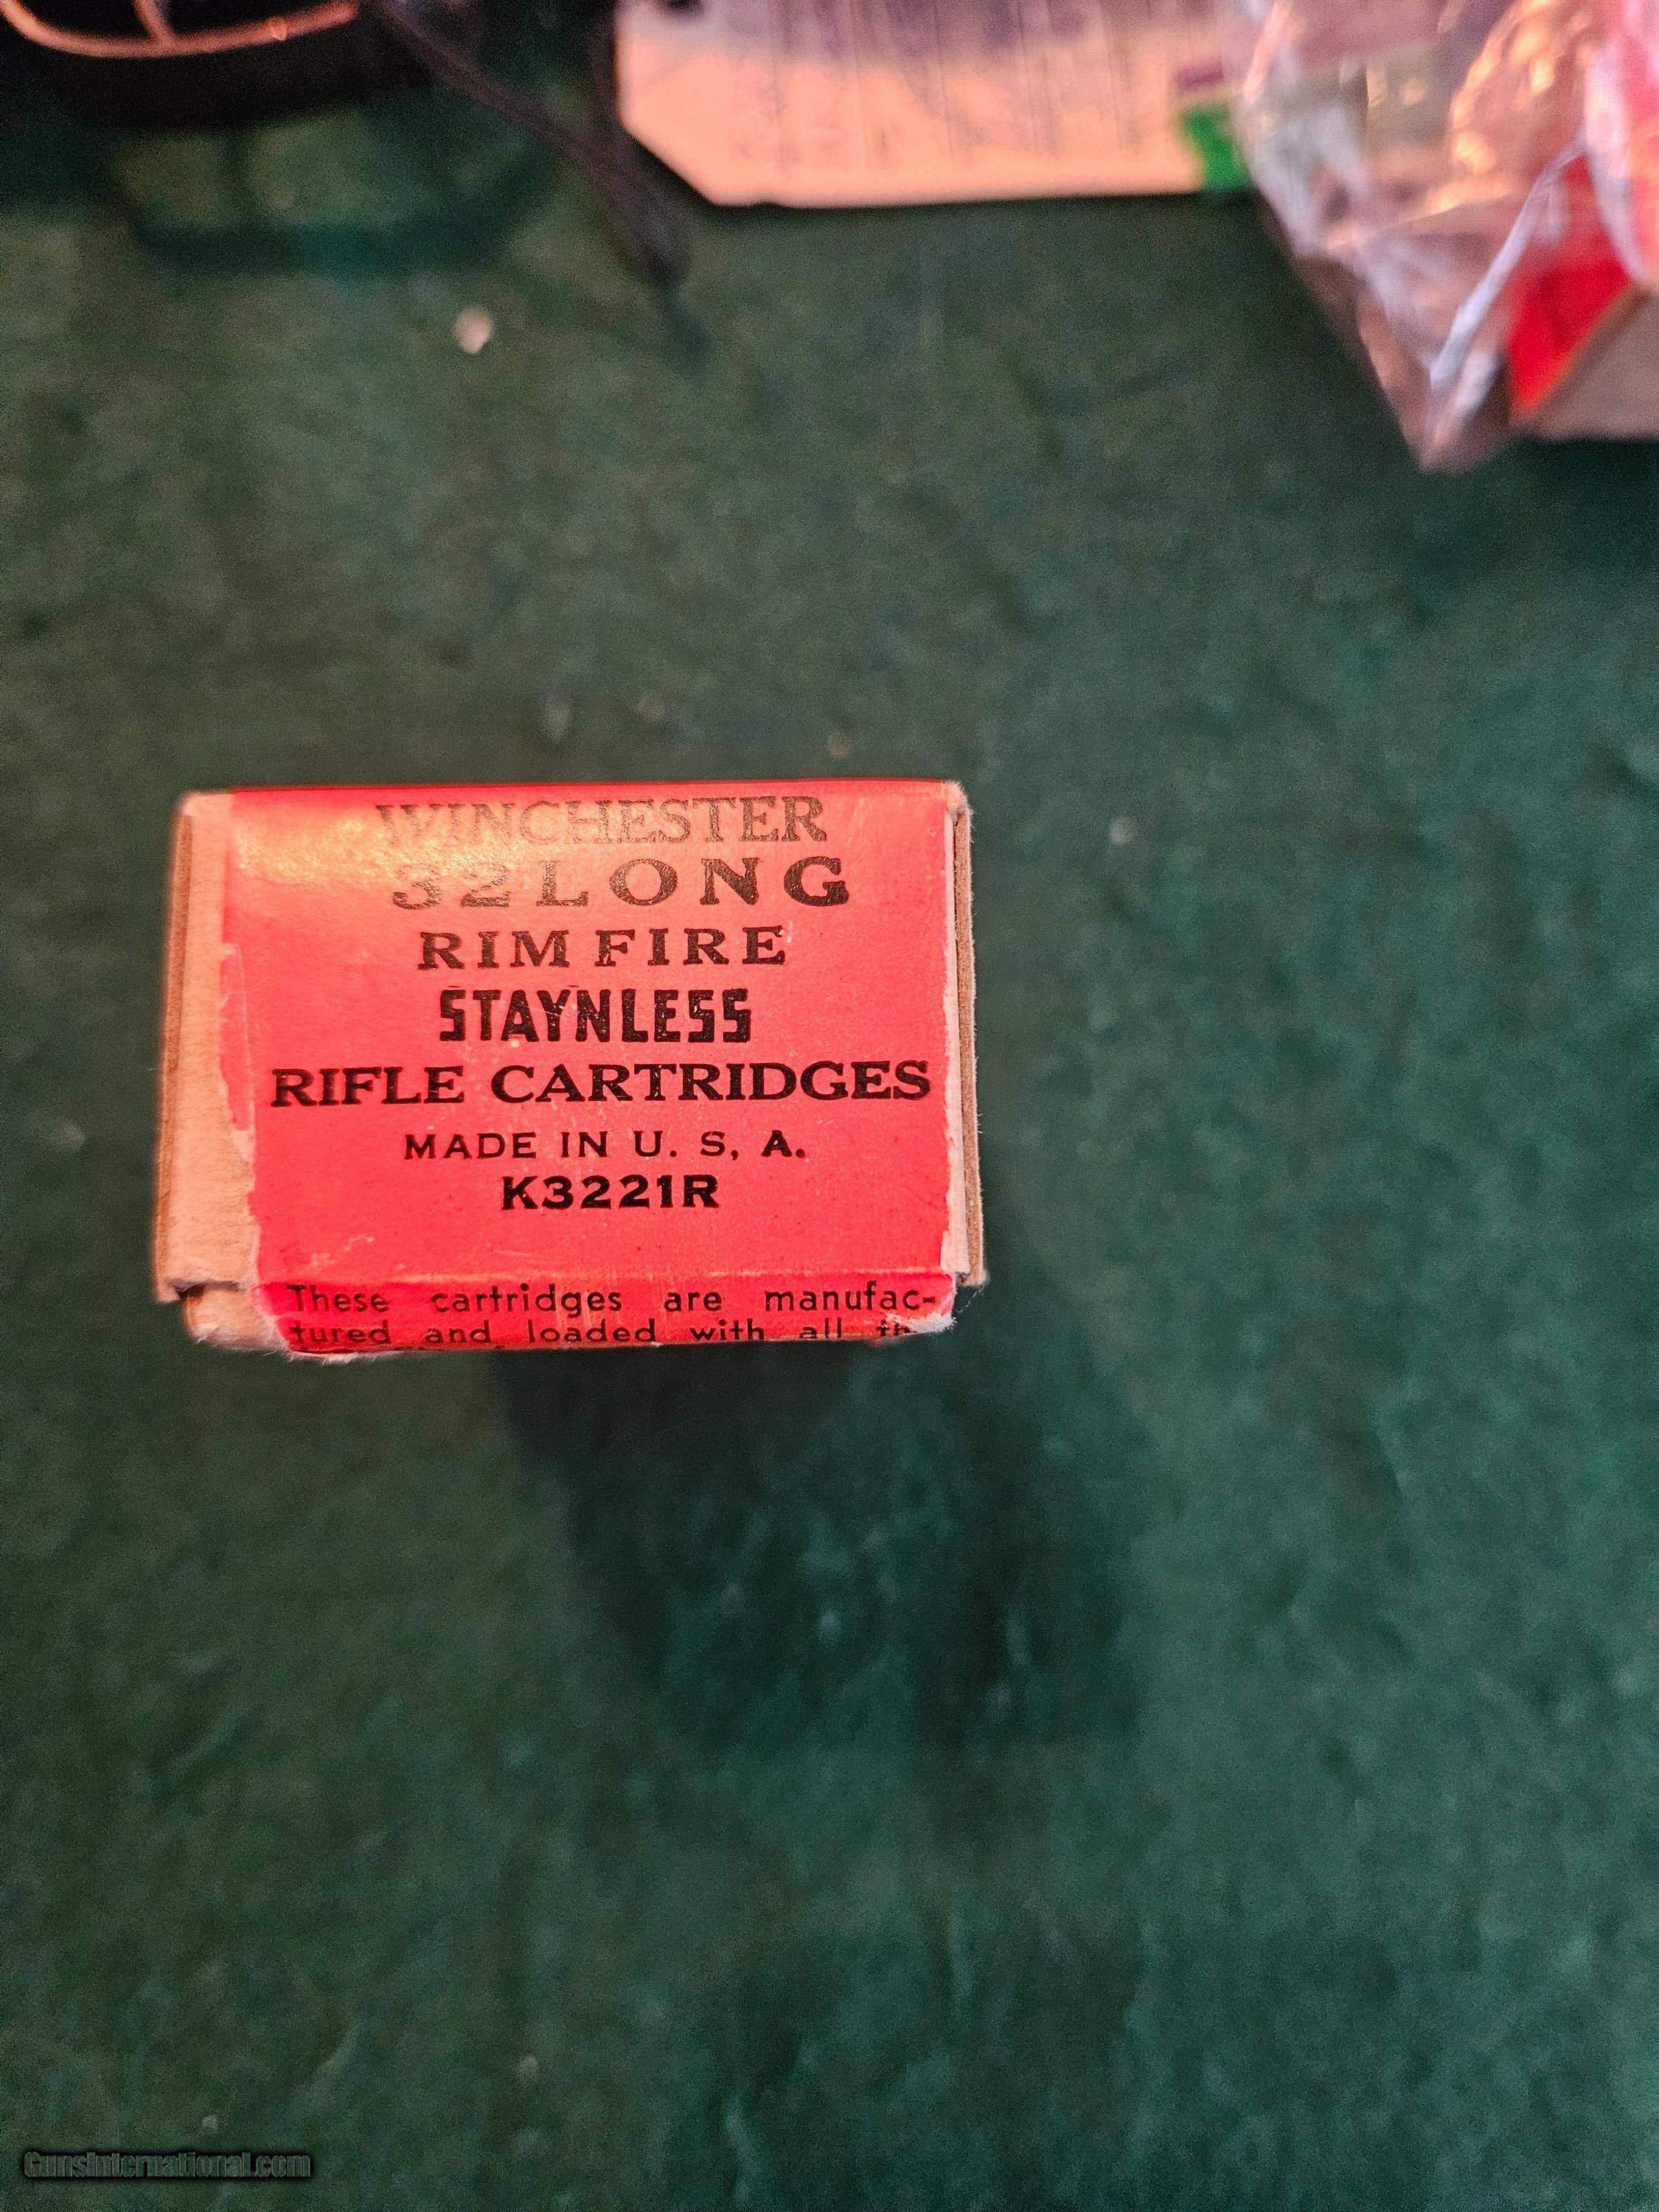 WINCHESTER
32 LONG
RIM FIRE
STAYNLESS
RIFLE CARTRIDGES
MADE IN U. S, A.
K3221R
These cartridges are manufac-
tured and loaded with all
GunsInternational.com